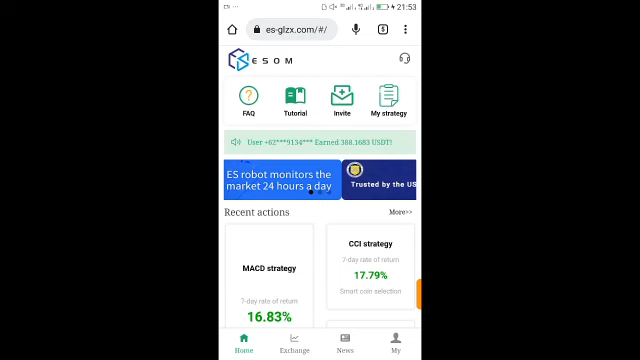 21:53
es-glzx.com/#/
5
ESOM
FAQ
Tutorial
Invite
My strategy
User +62***9134*** Earned 388.1683 USDT!
ES robot monitors the
market 24 hours a day
Trusted by the US
Recent actions
More>>
MACD strategy
7-day rate of return
16.83%
CCI strategy
7-day rate of return
17.79%
Smart coin selection
Home
Exchange
News
My